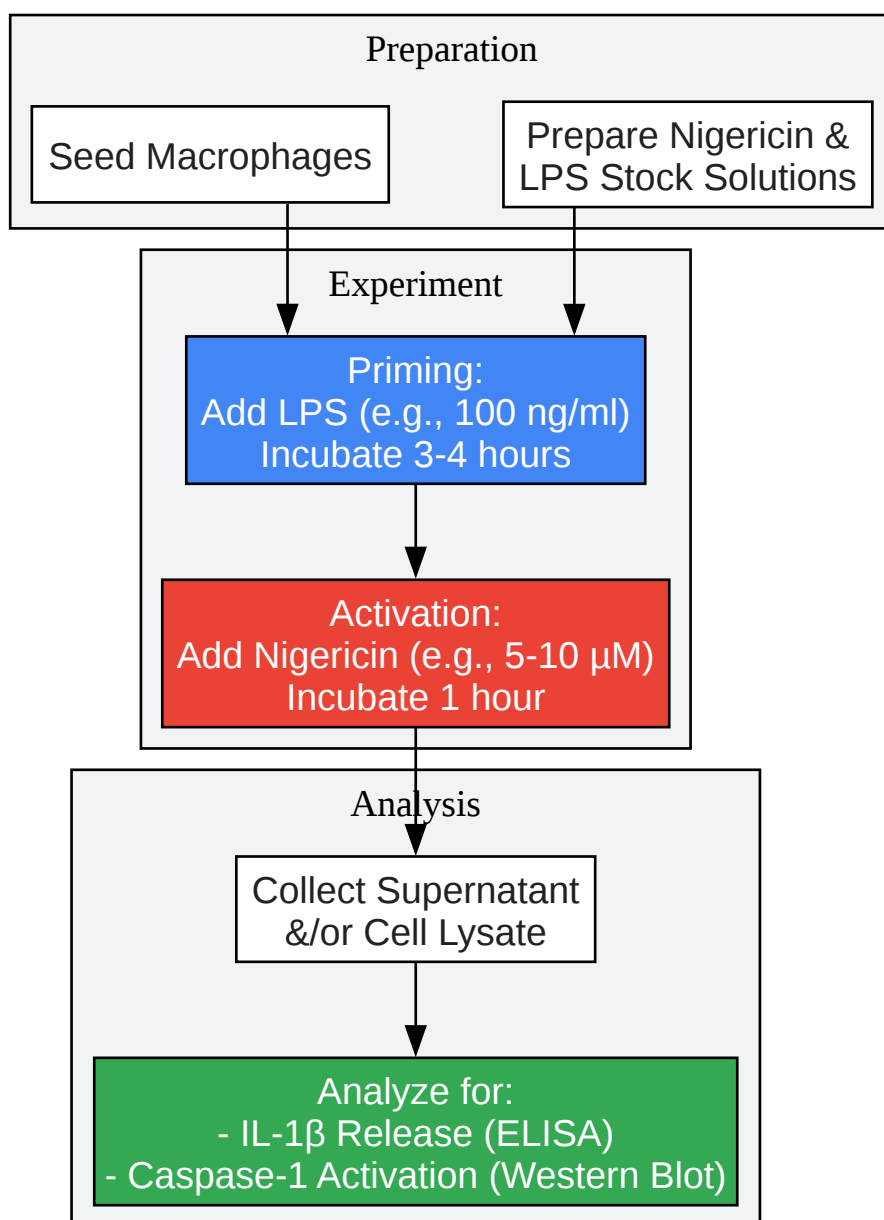 Preparation
Seed Macrophages
Prepare Nigericin &
LPS Stock Solutions
Experiment
Priming:
Add LPS (e.g., 100 ng/ml)
Incubate 3-4 hours
Activation:
Add Nigericin (e.g., 5-10 µM)
Incubate 1 hour
Analysis
Collect Supernatant
&/or Cell Lysate
Analyze for:
- IL-1β Release (ELISA)
- Caspase-1 Activation (Western Blot)